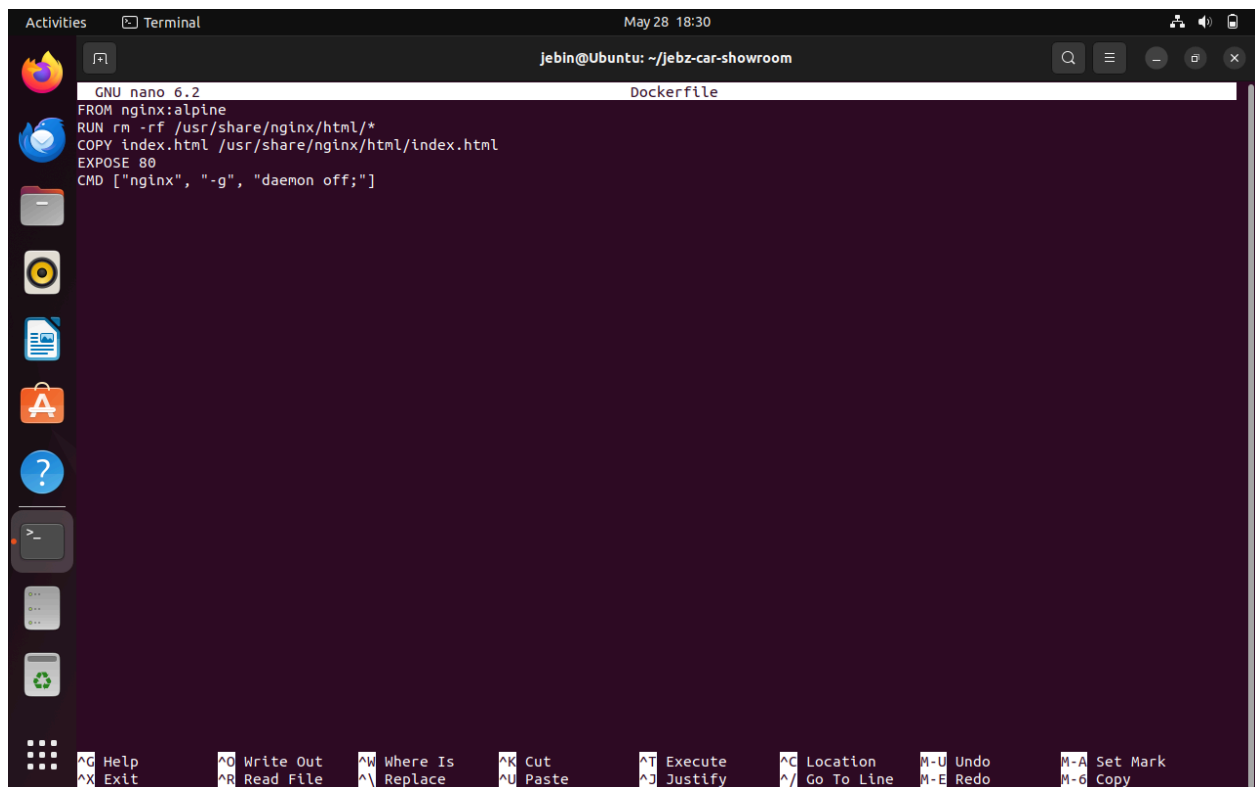 Activities Terminal May 28 18:30
jebin@Ubuntu: ~/jebz-car-showroom
GNU nano 6.2 Dockerfile
FROM nginx:alpine
RUN rm -rf /usr/share/nginx/html/*
COPY index.html /usr/share/nginx/html/index.html
EXPOSE 80
CMD ["nginx", "-g", "daemon off;"]
^G Help ^O Write Out ^W Where Is ^K Cut ^T Execute ^C Location M-U Undo M-A Set Mark
^X Exit ^R Read File ^\ Replace ^U Paste ^J Justify ^/ Go To Line M-E Redo M-6 Copy